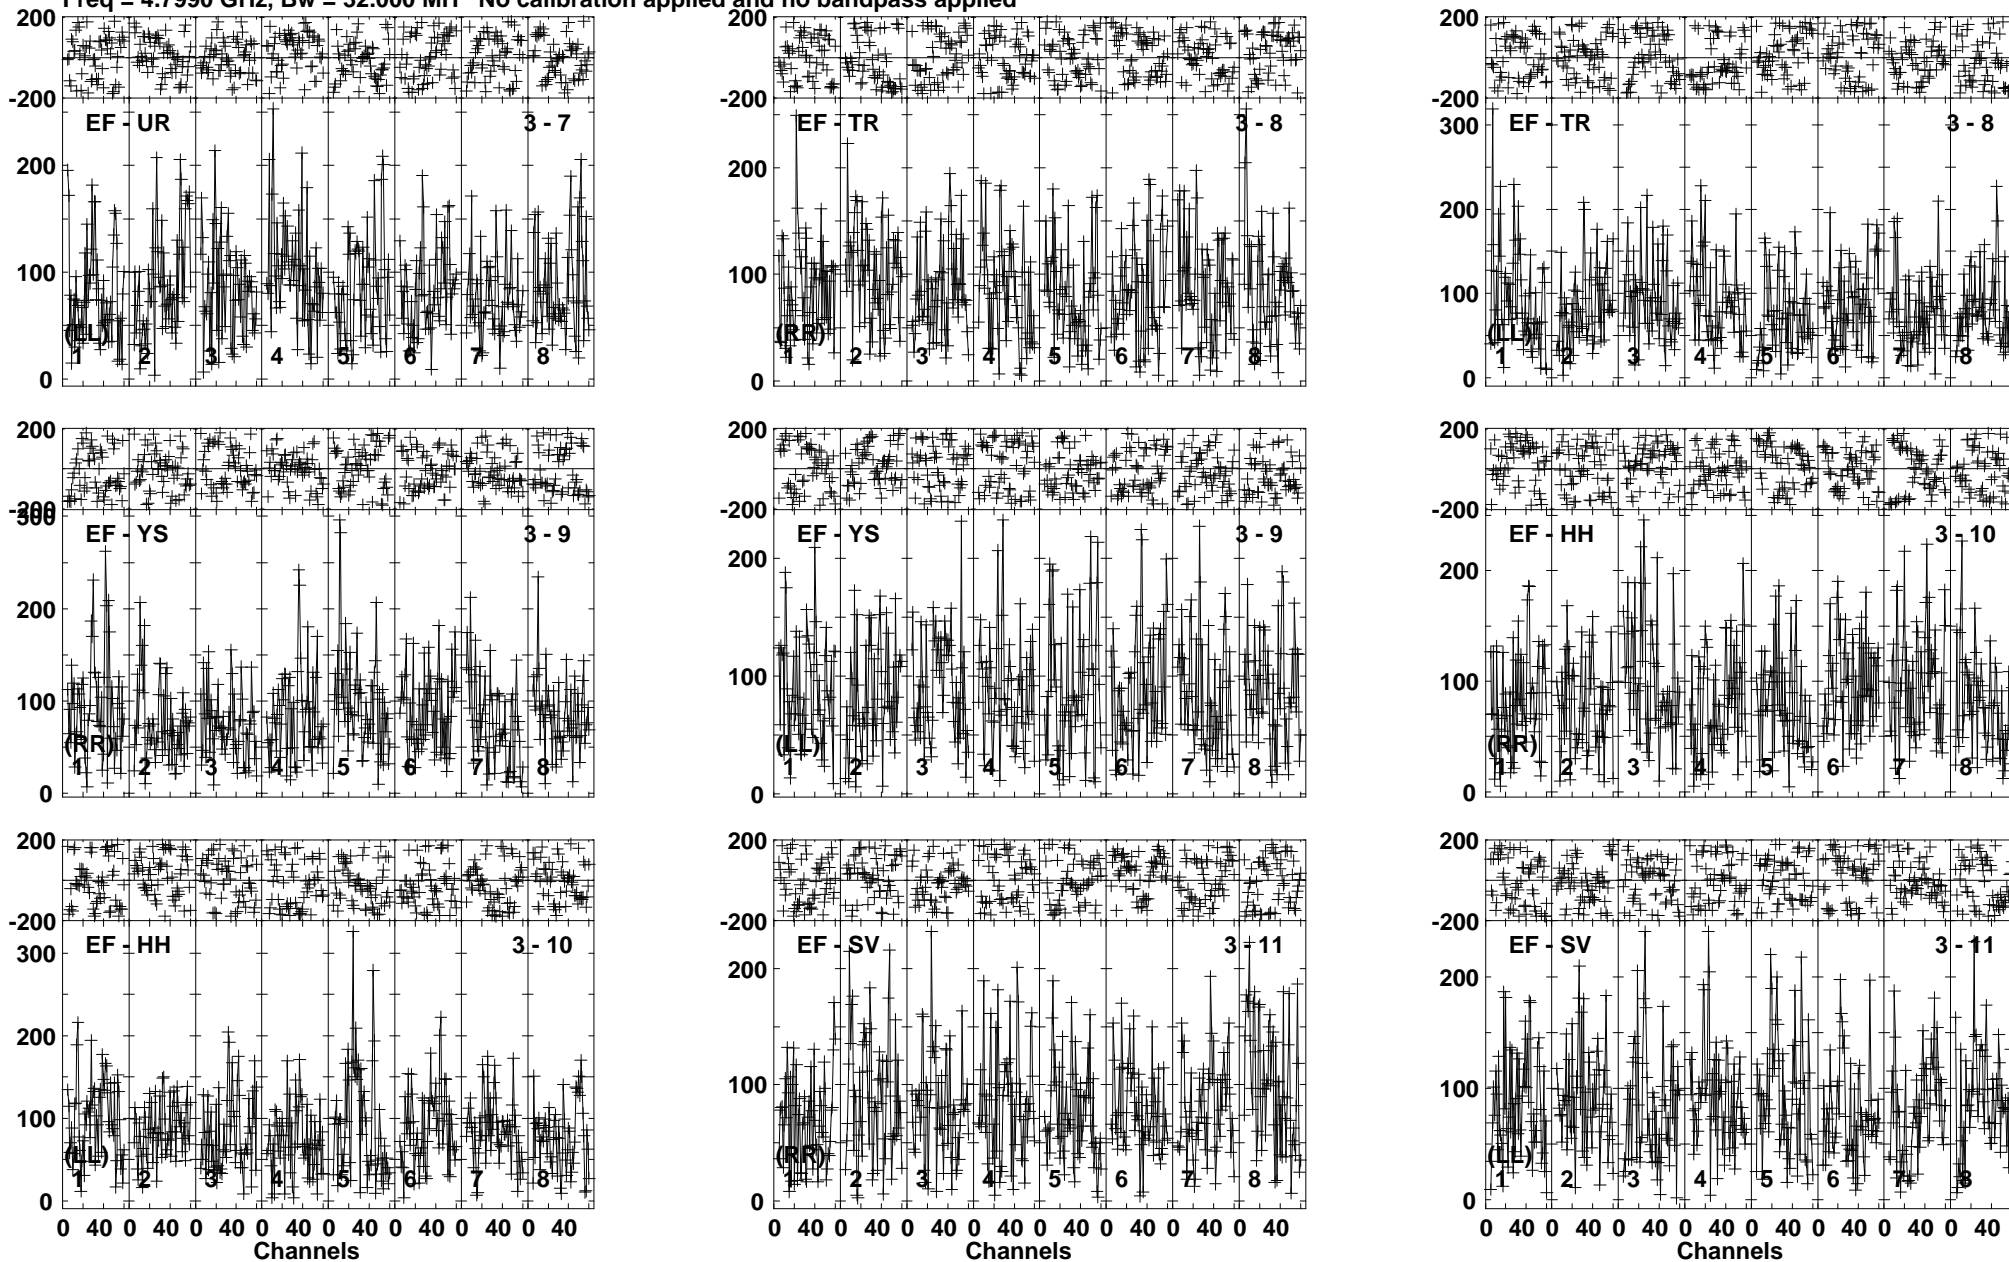 Freq = 4.7990 GHz, Bw = 32.000 MH No calibration applied and no bandpass applied
200 200 200
-200 -200 -200
EF - UR 3 - 7 EF - TR 3 - 8 EF - TR 3 - 8
300
200 200
200
100 100
100
(LL) (RR) (LL)
1 2 3 4 5 6 7 8 1 2 3 4 5 6 7 8 1 2 3 4 5 6 7 8
0 0 0
200 200 200
-200 -200 -200
300
EF - YS 3 - 9 EF - YS 3 - 9 EF - HH 3 - 10
200 200 200
100 100 100
(RR) (LL) (RR)
1 2 3 4 5 6 7 8 1 2 3 4 5 6 7 8 1 2 3 4 5 6 7 8
0 0 0
200 200 200
-200 -200 -200
EF - HH 3 - 10 EF - SV 3 - 11 EF - SV 3 - 11
300
200 200 200
100 100 100
(LL) (RR) (LL)
1 2 3 4 5 6 7 8 1 2 3 4 5 6 7 8 1 2 3 4 5 6 7 8
0 0 0
0 40 0 40 0 40 0 40 0 40 0 40 0 40 0 40 0 40 0 40 0 40 0 40 0 40 0 40 0 40 0 40 0 40 0 40 0 40 0 40 0 40 0 40 0 40 0 40
Channels Channels Channels